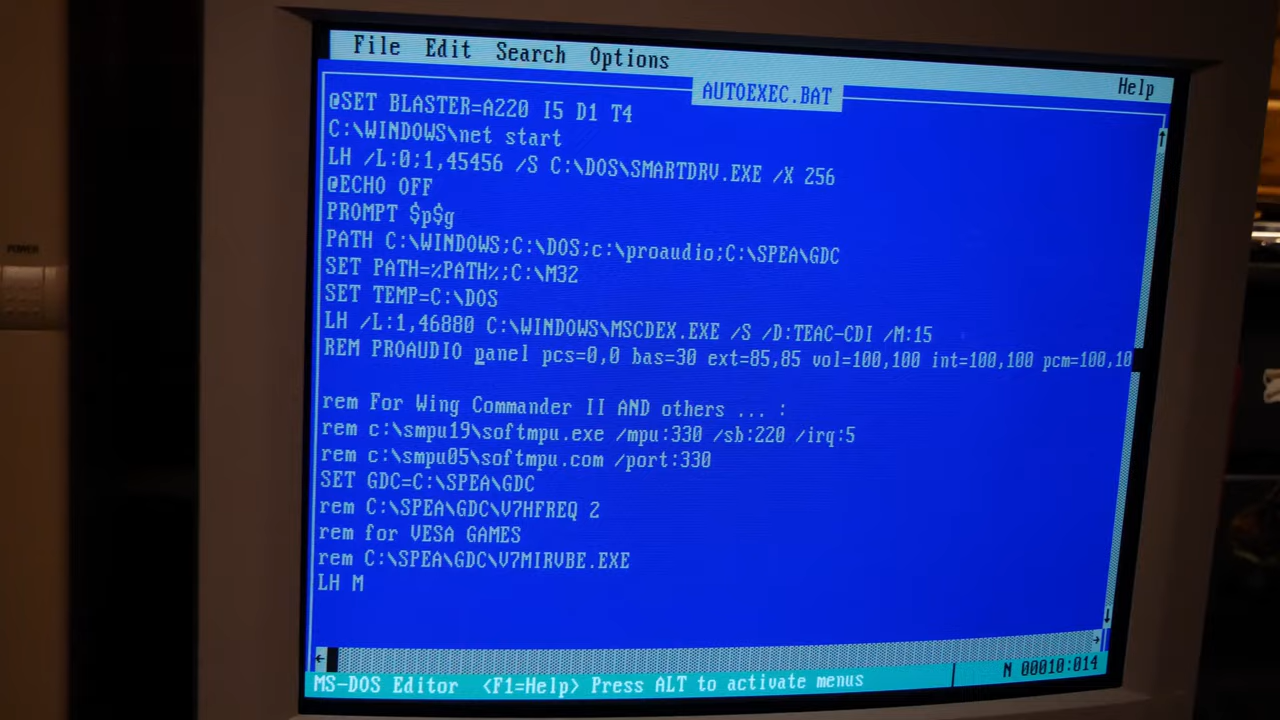 File Edit Search Options Help
AUTOEXEC.BAT
@SET BLASTER=A220 I5 D1 T4
C:\WINDOWS\net start
LH /L:0;1,45456 /S C:\DOS\SMARTDRV.EXE /X 256
@ECHO OFF
PROMPT $p$g
PATH C:\WINDOWS;C:\DOS;c:\proaudio;C:\SPEA\GDC
SET PATH=%PATH%;C:\M32
SET TEMP=C:\DOS
LH /L:1,46880 C:\WINDOWS\MSCDEX.EXE /S /D:TEAC-CDI /M:15
REM PROAUDIO panel pcs=0,0 bas=30 ext=85,85 vol=100,100 int=100,100 pcm=100,10
rem For Wing Commander II AND others ... :
rem c:\smpu19\softmpu.exe /mpu:330 /sb:220 /irq:5
rem c:\smpu05\softmpu.com /port:330
SET GDC=C:\SPEA\GDC
rem C:\SPEA\GDC\V7HFREQ 2
rem for VESA GAMES
rem C:\SPEA\GDC\V7MIRVBE.EXE
LH M
MS-DOS Editor <F1=Help> Press ALT to activate menus N 00010:014
POWER